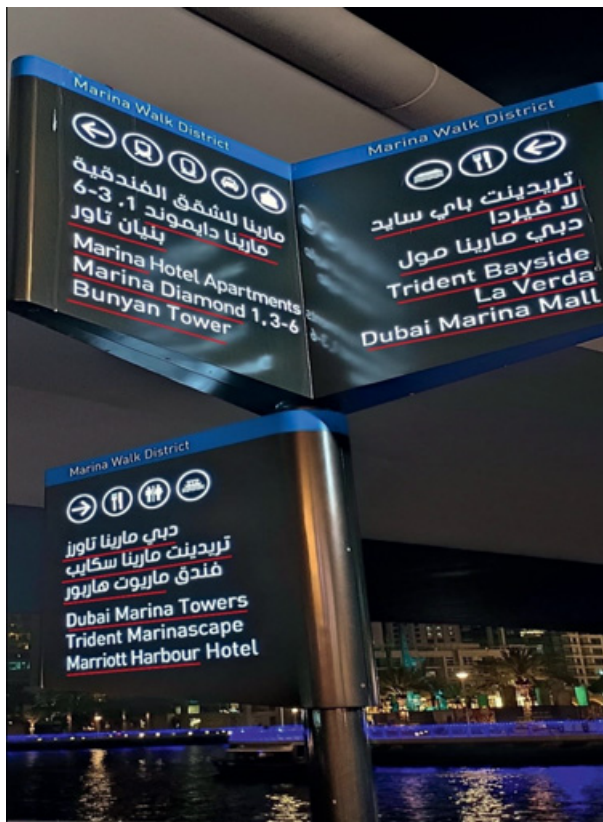 Marina Walk District
مارينا للشقق الفندقية
مارينا دايموند 1، 3-6
بنيان تاور
Marina Hotel Apartments
Marina Diamond 1,3-6
Bunyan Tower
Marina Walk District
تريدينت باي سايد
لا فيردا
دبي مارينا مول
Trident Bayside
La Verda
Dubai Marina Mall
Marina Walk District
دبي مارينا تاورز
تريدينت مارينا سكايب
فندق ماريوت هاربور
Dubai Marina Towers
Trident Marinascape
Marriott Harbour Hotel